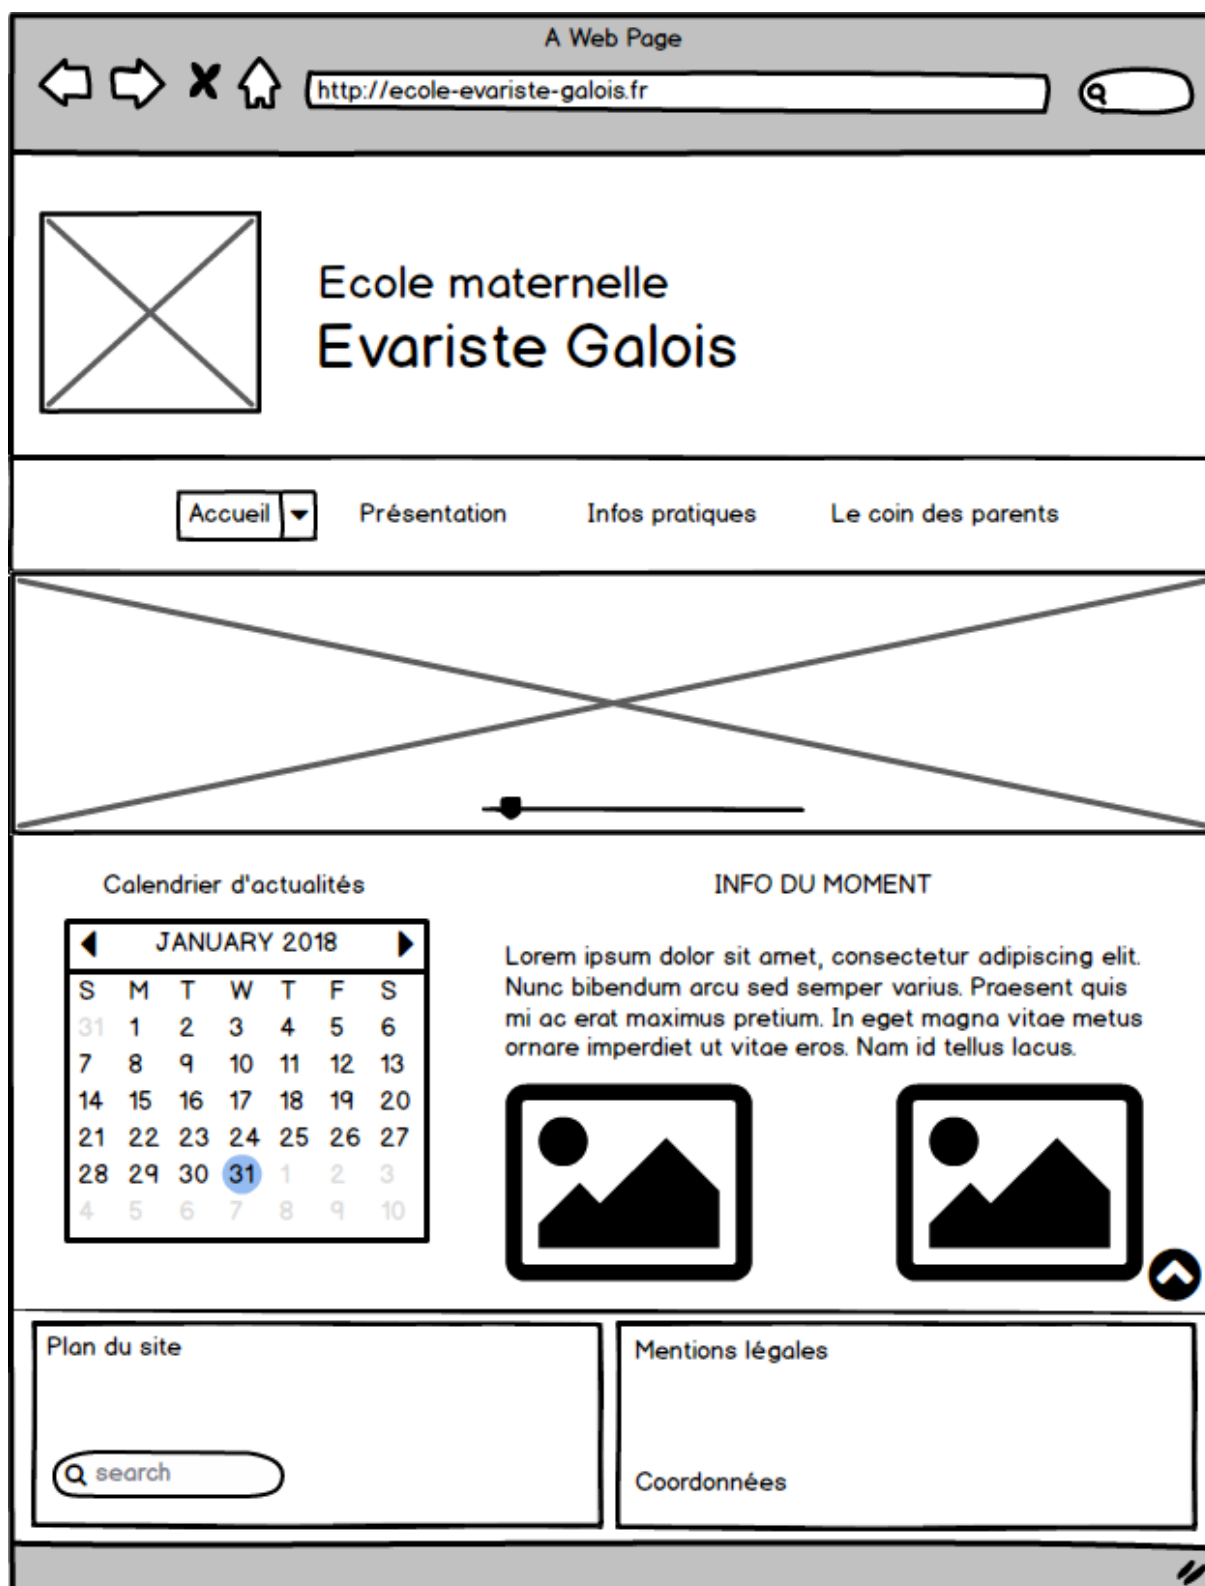 A Web Page
http://ecole-evariste-galois.fr
Ecole maternelle
Evariste Galois
Accueil Présentation Infos pratiques Le coin des parents
Calendrier d'actualités
JANUARY 2018
S M T W T F S
31 1 2 3 4 5 6
7 8 9 10 11 12 13
14 15 16 17 18 19 20
21 22 23 24 25 26 27
28 29 30 31 1 2 3
4 5 6 7 8 9 10
INFO DU MOMENT
Lorem ipsum dolor sit amet, consectetur adipiscing elit.
Nunc bibendum arcu sed semper varius. Praesent quis
mi ac erat maximus pretium. In eget magna vitae metus
ornare imperdiet ut vitae eros. Nam id tellus lacus.
Plan du site
search
Mentions légales
Coordonnées